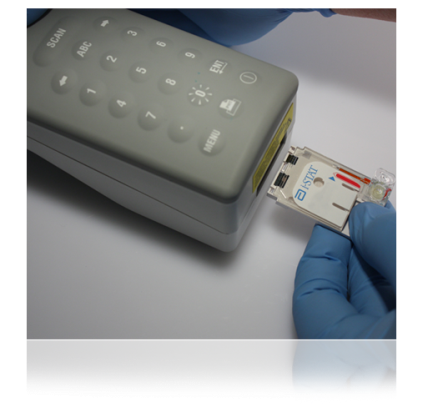 SCAN
← ABC →
1 2 3
4 5 6
7 8 9
. 0 ENT
MENU
i-STAT